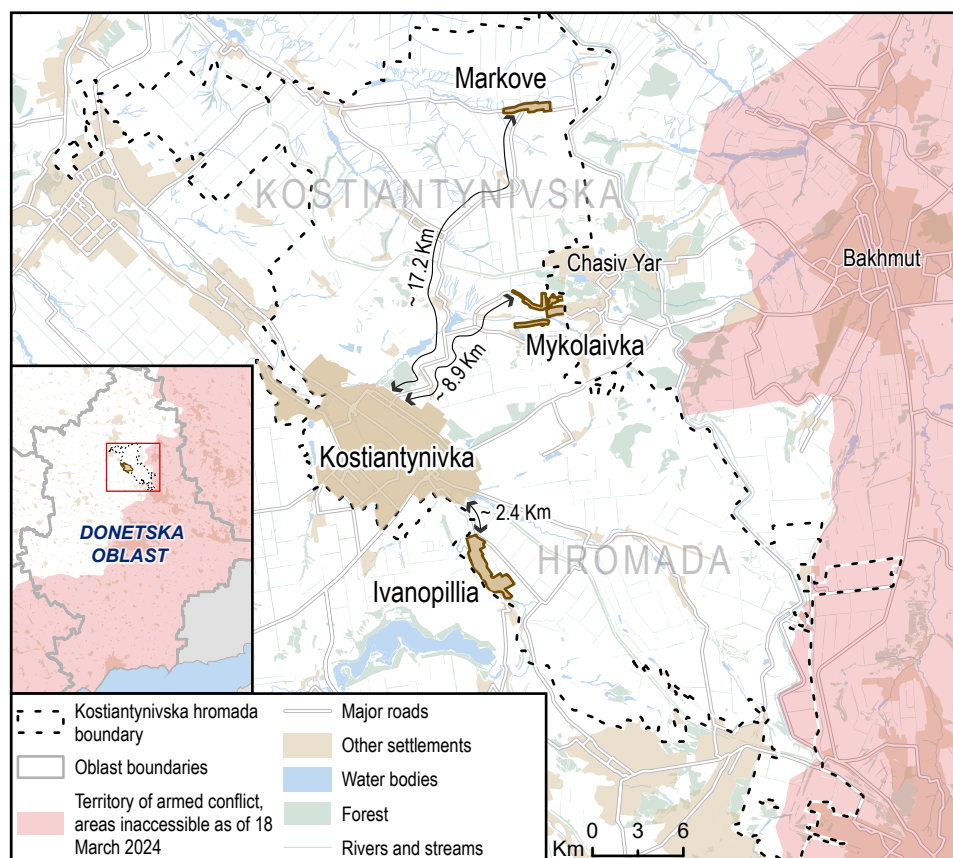 Markove
KOSTIANTYNIVSKA
~ 17.2 Km
Chasiv Yar
Bakhmut
Mykolaivka
~ 8.9 Km
Kostiantynivka
~ 2.4 Km
HROMADA
Ivanopillia
DONETSKA
OBLAST
Kostiantynivska hromada
boundary
Oblast boundaries
Territory of armed conflict,
areas inaccessible as of 18
March 2024
Major roads
Other settlements
Water bodies
Forest
Rivers and streams
0 3 6
Km